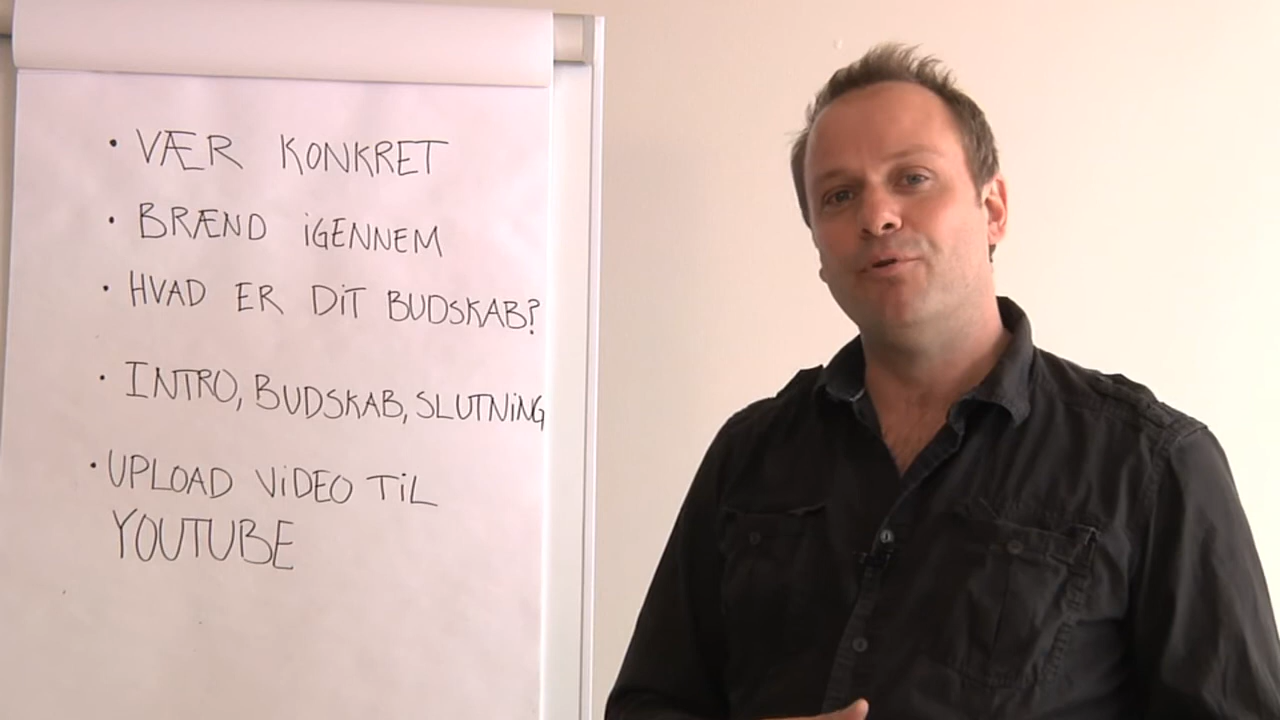 • VÆR KONKRET
• BRÆND iGENNEM
• HVAD ER DiT BUDSKAB?
• INTRO, BUDSKAB, SLUTNiNG
• UPLOAD ViDEO TiL
YOUTUBE